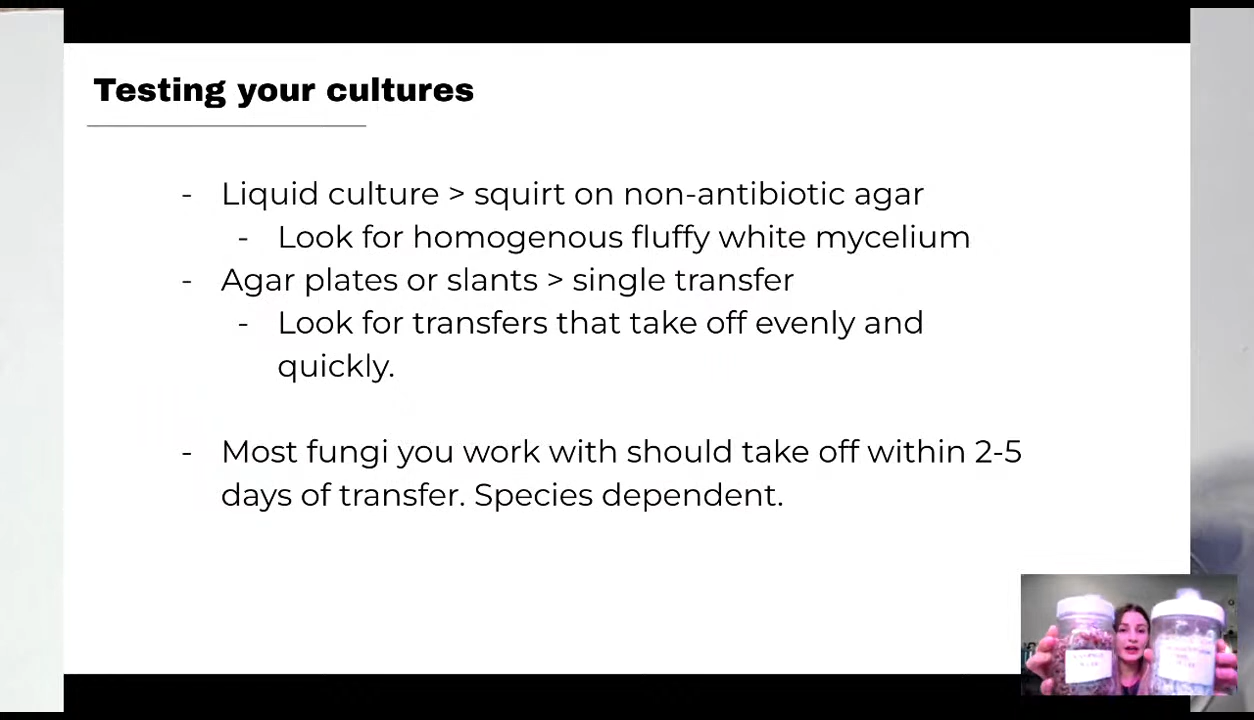 Testing your cultures
- Liquid culture > squirt on non-antibiotic agar
- Look for homogenous fluffy white mycelium
- Agar plates or slants > single transfer
- Look for transfers that take off evenly and
quickly.
- Most fungi you work with should take off within 2-5
days of transfer. Species dependent.